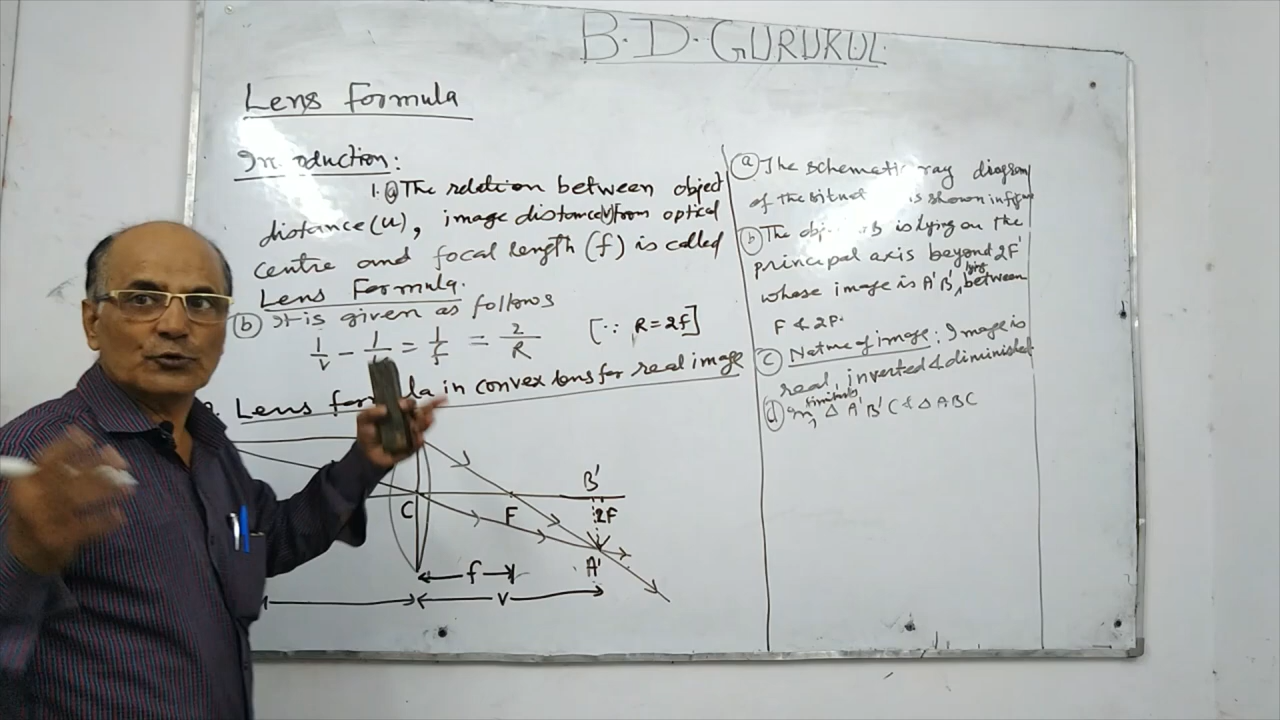 B. D. GURUKUL
Lens Formula
Introduction:
1. (a) The relation between object
distance (u), image distance (v) from optical
centre and focal length (f) is called
Lens Formula.
(b) It is given as follows
1/v - 1/ = 1/f = 2/R [∵ R = 2f]
Lens formula in convex lens for real image
C F B' 2F
A'
f
v
(a) The schematic ray diagram
of the is shown in
(b) The is lying on the
principal axis beyond 2F
whose image is A'B', lying between
F & 2F.
(c) Nature of image: Image is
real, inverted & diminished
(d) In similar Δ A'B'C & Δ ABC